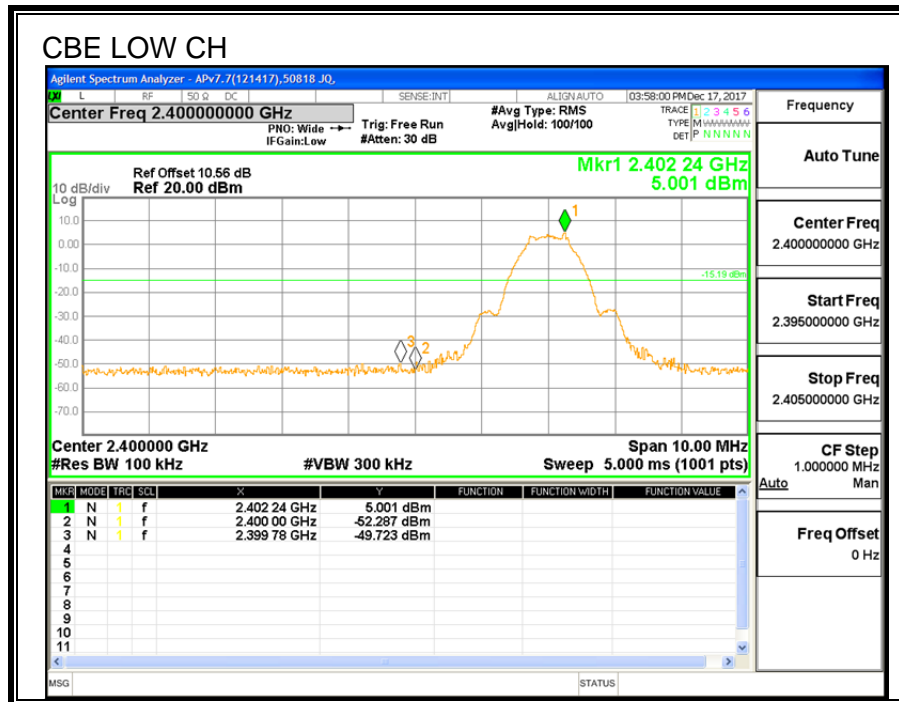 CBE LOW CH
Agilent Spectrum Analyzer - APv7.7(121417),50818 JQ,
L RF 50 Ω DC SENSE:INT ALIGNAUTO 03:58:00 PM Dec 17, 2017
Center Freq 2.400000000 GHz
PNO: Wide
IFGain:Low
Trig: Free Run
#Atten: 30 dB
#Avg Type: RMS
Avg|Hold: 100/100
TRACE 1 2 3 4 5 6
TYPE M WWWWW
DET P N N N N N
Frequency
Auto Tune
Center Freq
2.400000000 GHz
Start Freq
2.395000000 GHz
Stop Freq
2.405000000 GHz
CF Step
1.000000 MHz
Auto Man
Freq Offset
0 Hz
Mkr1 2.402 24 GHz
5.001 dBm
Ref Offset 10.56 dB
10 dB/div Ref 20.00 dBm
Log
10.0
0.00
-10.0
-20.0
-30.0
-40.0
-50.0
-60.0
-70.0
1
-15.19 dBm
3
2
Center 2.400000 GHz Span 10.00 MHz
#Res BW 100 kHz #VBW 300 kHz Sweep 5.000 ms (1001 pts)
MKR MODE TRC SCL X Y FUNCTION FUNCTION WIDTH FUNCTION VALUE
1 N 1 f 2.402 24 GHz 5.001 dBm
2 N 1 f 2.400 00 GHz -52.287 dBm
3 N 1 f 2.399 78 GHz -49.723 dBm
4
5
6
7
8
9
10
11
MSG STATUS